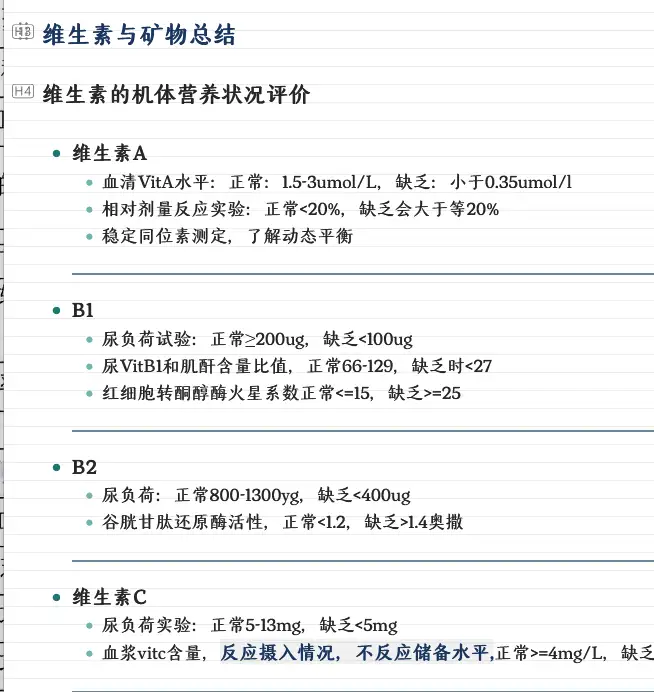 维生素与矿物总结
H4 维生素的机体营养状况评价
维生素A
血清VitA水平：正常：1.5-3umol/L，缺乏：小于0.35umol/l
相对剂量反应实验：正常<20%，缺乏会大于等20%
稳定同位素测定，了解动态平衡
B1
尿负荷试验：正常≥200ug，缺乏<100ug
尿VitB1和肌酐含量比值，正常66-129，缺乏时<27
红细胞转酮醇酶火星系数正常<=15，缺乏>=25
B2
尿负荷：正常800-1300yg，缺乏<400ug
谷胱甘肽还原酶活性，正常<1.2，缺乏>1.4奥撒
维生素C
尿负荷实验：正常5-13mg，缺乏<5mg
血浆vitc含量，反应摄入情况，不反应储备水平,正常>=4mg/L，缺乏